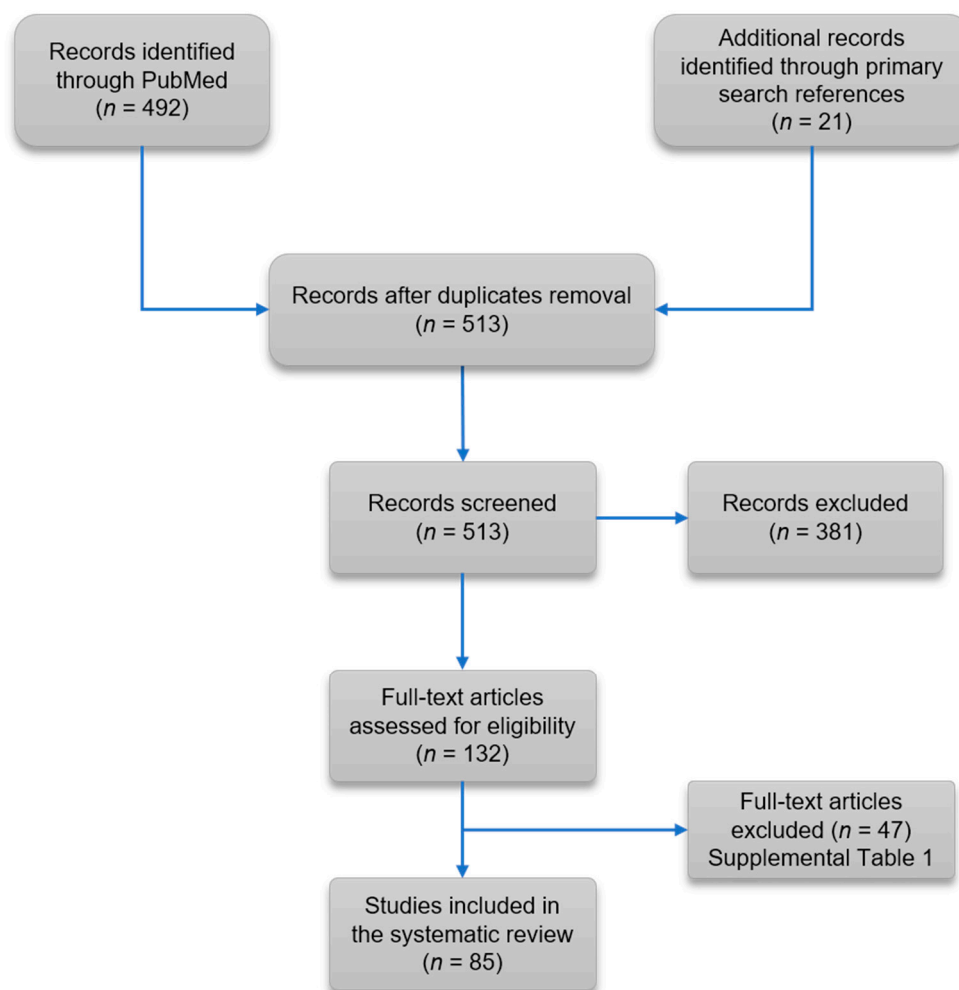 Records identified
through PubMed
(n = 492)
Additional records
identified through primary
search references
(n = 21)
Records after duplicates removal
(n = 513)
Records screened
(n = 513)
Records excluded
(n = 381)
Full-text articles
assessed for eligibility
(n = 132)
Full-text articles
excluded (n = 47)
Supplemental Table 1
Studies included in
the systematic review
(n = 85)